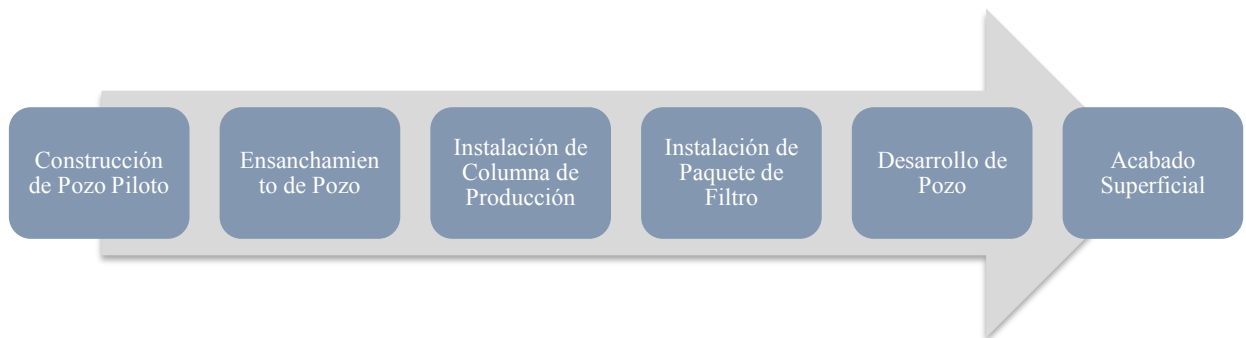 Construcción
de Pozo Piloto
Ensanchamien
to de Pozo
Instalación de
Columna de
Producción
Instalación de
Paquete de
Filtro
Desarrollo de
Pozo
Acabado
Superficial